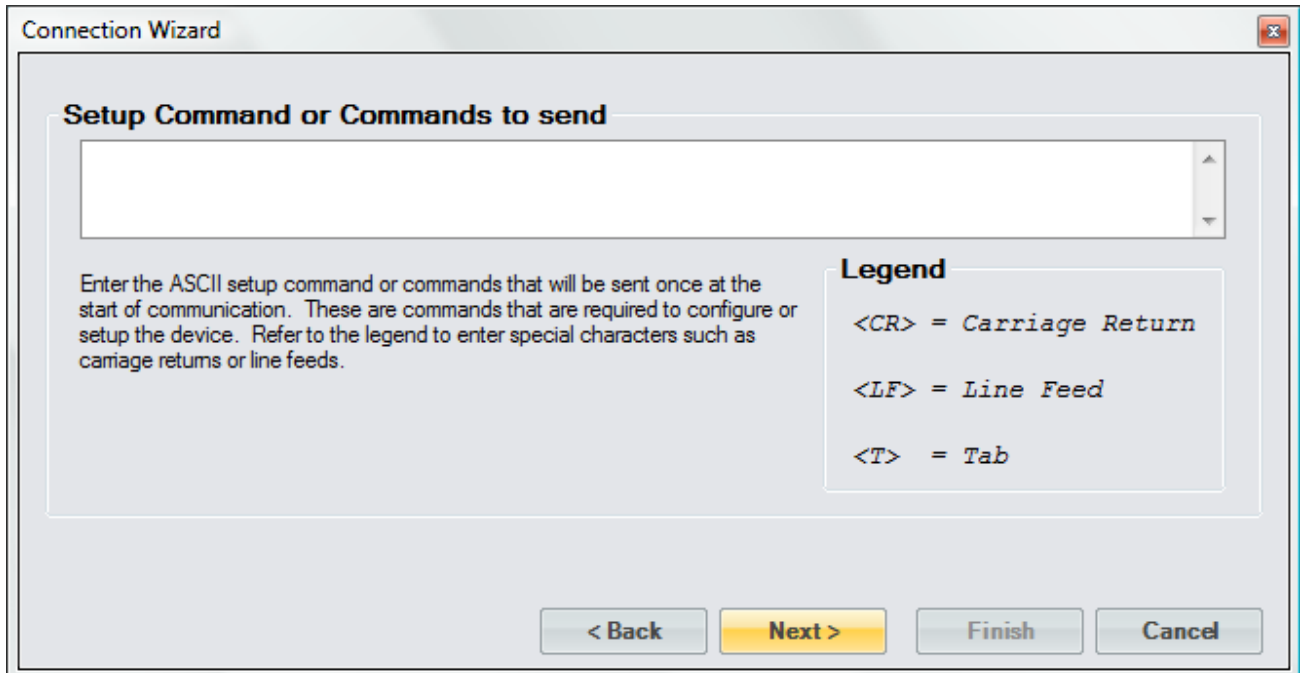 Connection Wizard
Setup Command or Commands to send
Enter the ASCII setup command or commands that will be sent once at the
start of communication.  These are commands that are required to configure or
setup the device.  Refer to the legend to enter special characters such as
carriage returns or line feeds.
Legend
<CR> = Carriage Return
<LF> = Line Feed
<T>  = Tab
< Back
Next >
Finish
Cancel